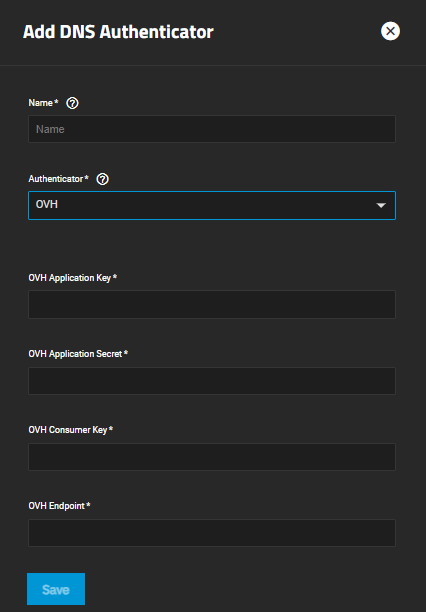 Add DNS Authenticator
Name *
Name
Authenticator *
OVH
OVH Application Key *
OVH Application Secret *
OVH Consumer Key *
OVH Endpoint *
Save